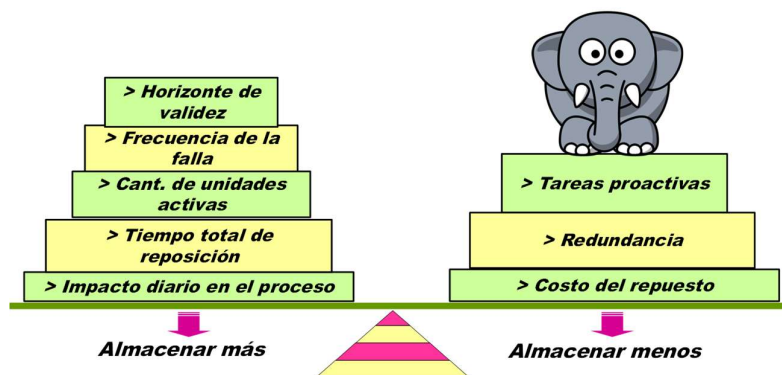 > Horizonte de
validez
> Frecuencia de la
falla
> Cant. de unidades
activas
> Tiempo total de
reposición
> Impacto diario en el proceso
Almacenar más
> Tareas proactivas
> Redundancia
> Costo del repuesto
Almacenar menos